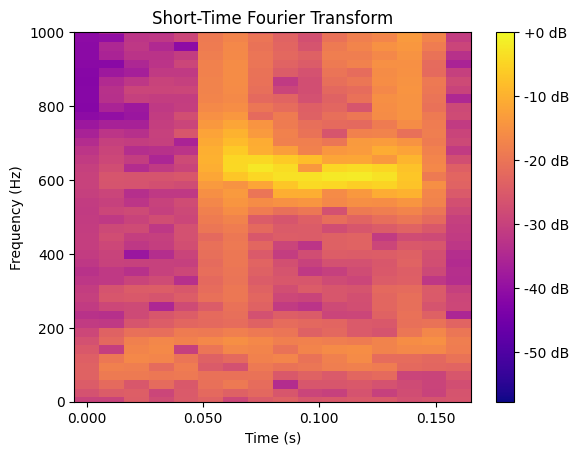 Short-Time Fourier Transform
Frequency (Hz)
1000
800
600
400
200
0
0.000
0.050
0.100
0.150
Time (s)
+0 dB
-10 dB
-20 dB
-30 dB
-40 dB
-50 dB